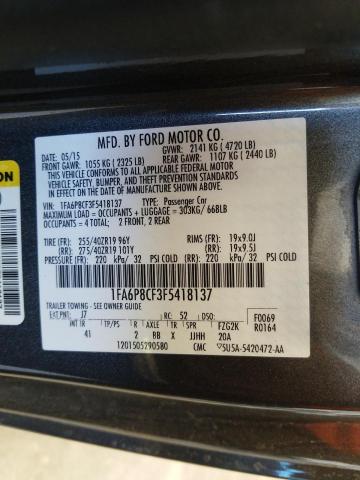 MFD. BY FORD MOTOR CO.
05/15 GVWR: 2141 KG (4720 LB)
FRONT GAWR: 1055 KG (2325 LB) REAR GAWR: 1107 KG (2440 LB)
THIS VEHICLE CONFORMS TO ALL APPLICABLE FEDERAL MOTOR VEHICLE SAFETY, BUMPER, AND THEFT PREVENTION STANDARDS IN EFFECT ON THE DATE OF MANUFACTURE SHOWN ABOVE.
VIN: 1FA6P8CF3F5418137 TYPE: Passenger Car
MAXIMUM LOAD = OCCUPANTS + LUGGAGE = 303KG / 668LB
OCCUPANTS = 4 TOTAL: 2 FRONT, 2 REAR
TIRE (FR): 255/40ZR19 96Y RIMS (FR): 19x9.0J
(RR): 275/40ZR19 101Y (RR): 19x9.5J
PRESSURE (FR): 220 kPa/ 32 PSI COLD (RR): 220 kPa/ 32 PSI COLD
1FA6P8CF3F5418137
TRAILER TOWING - SEE OWNER GUIDE
EXT PNT: J7 RC: 52 DSO: F0069
INT TR TP/PS R AXLE TR SPR FZG2K R0164
41 2 BB X JJHH 20A
1201505290580 CMC SU5A-5420472-AA